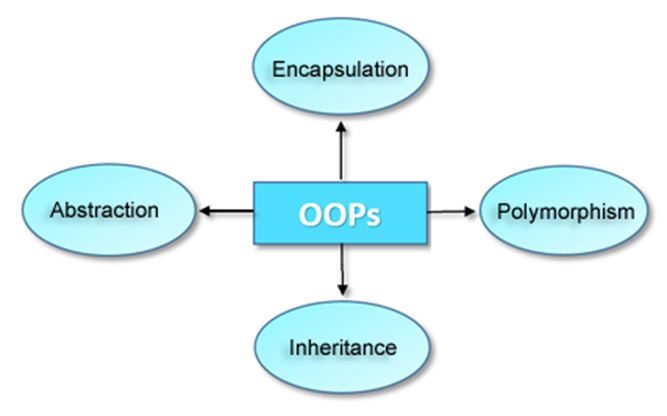 Encapsulation
Abstraction
OOPs
Polymorphism
Inheritance